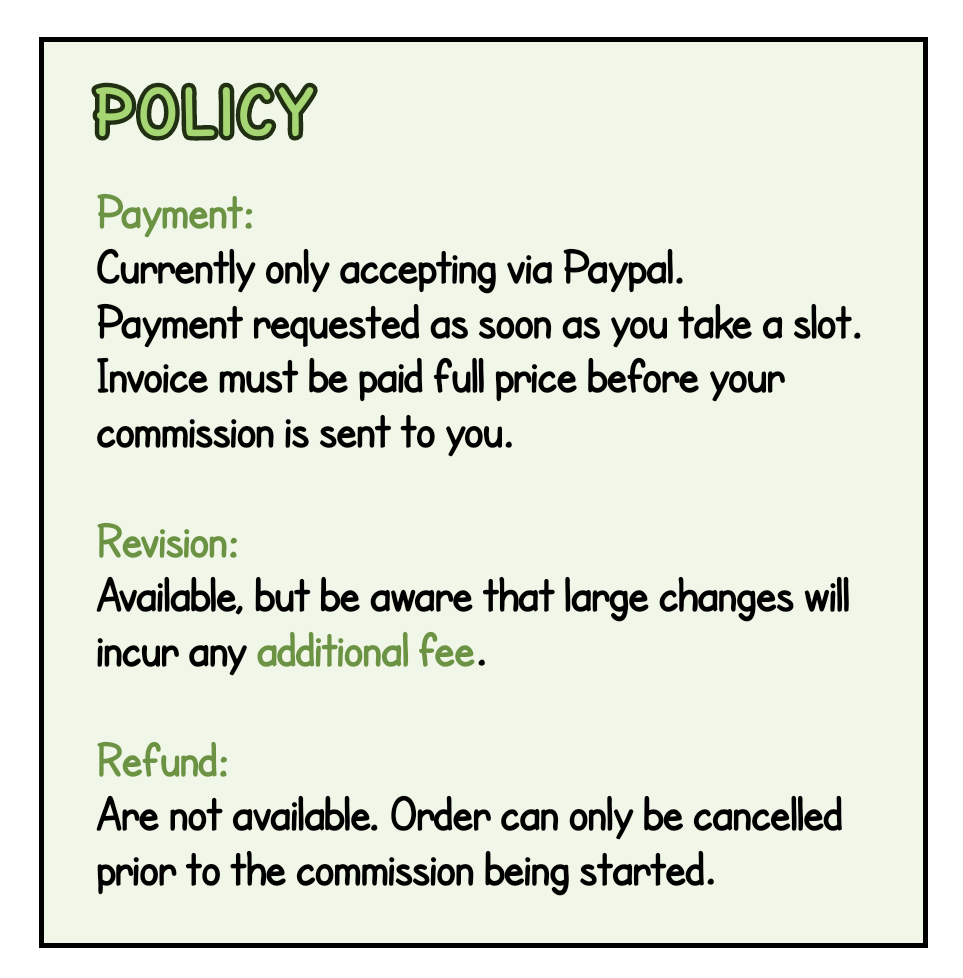 POLICY
Payment:
Currently only accepting via Paypal.
Payment requested as soon as you take a slot.
Invoice must be paid full price before your
commission is sent to you.
Revision:
Available, but be aware that large changes will
incur any additional fee.
Refund:
Are not available. Order can only be cancelled
prior to the commission being started.